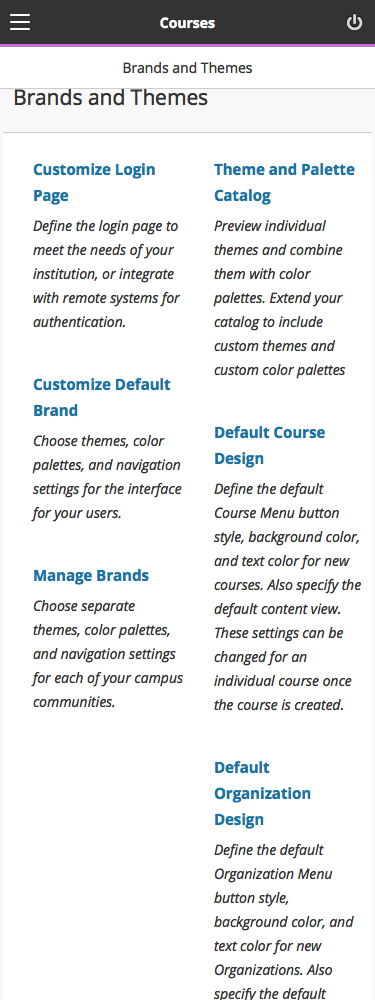 Courses
Brands and Themes
Brands and Themes
Customize Login
Page
Define the login page to
meet the needs of your
institution, or integrate
with remote systems for
authentication.
Customize Default
Brand
Choose themes, color
palettes, and navigation
settings for the interface
for your users.
Manage Brands
Choose separate
themes, color palettes,
and navigation settings
for each of your campus
communities.
Theme and Palette
Catalog
Preview individual
themes and combine
them with color
palettes. Extend your
catalog to include
custom themes and
custom color palettes
Default Course
Design
Define the default
Course Menu button
style, background color,
and text color for new
courses. Also specify the
default content view.
These settings can be
changed for an
individual course once
the course is created.
Default
Organization
Design
Define the default
Organization Menu
button style,
background color, and
text color for new
Organizations. Also
specify the default